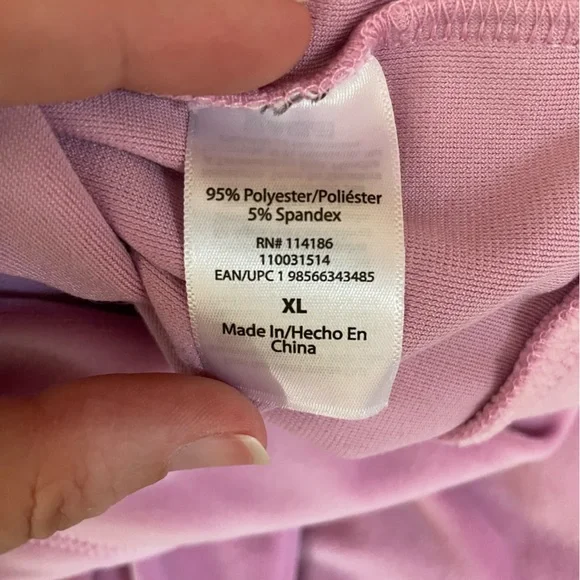 95% Polyester/Poliéster
5% Spandex
RN# 114186
110031514
EAN/UPC 1 98566343485
XL
Made In/Hecho En
China